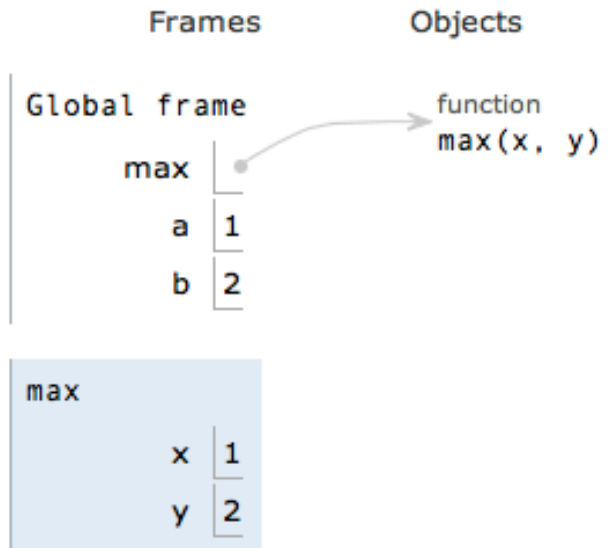 Frames Objects
Global frame
function
max(x, y)
max
a 1
b 2
max
x 1
y 2